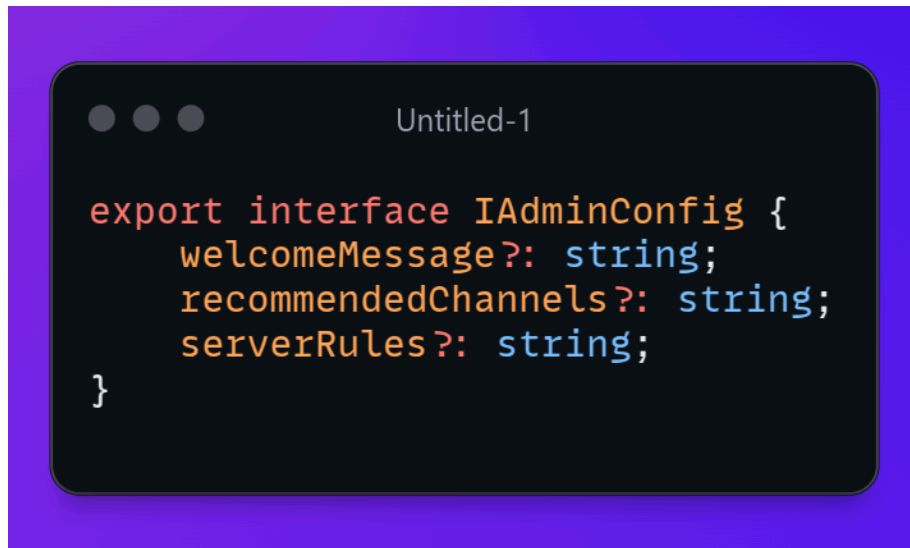 Untitled-1
export interface IAdminConfig {
    welcomeMessage?: string;
    recommendedChannels?: string;
    serverRules?: string;
}